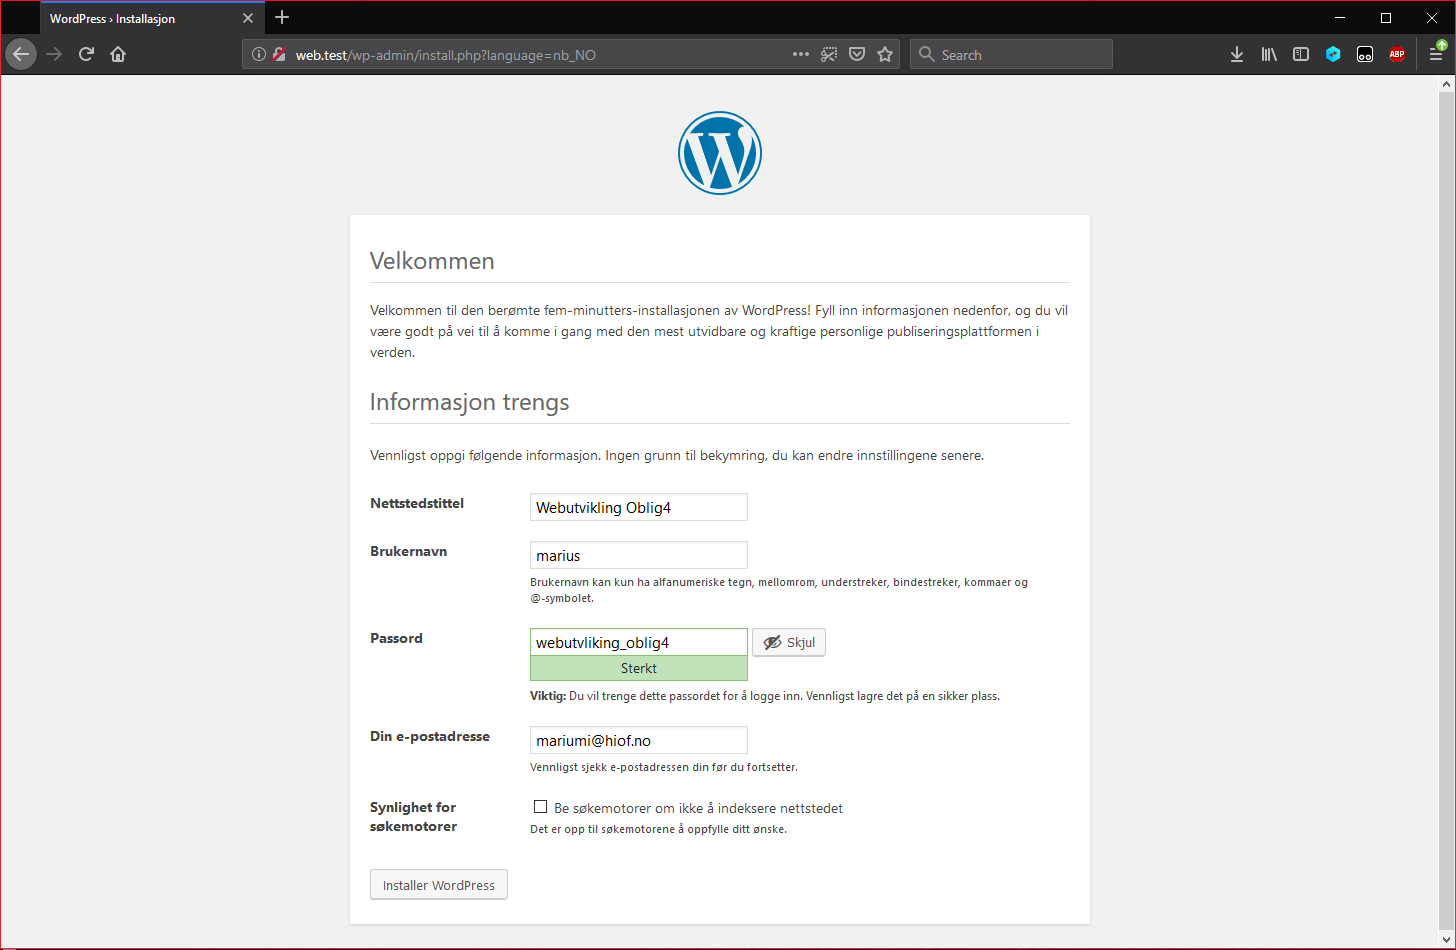 WordPress › Installasjon
web.test/wp-admin/install.php?language=nb_NO
Search
ABP
W
Velkommen
Velkommen til den berømte fem-minutters-installasjonen av WordPress! Fyll inn informasjonen nedenfor, og du vil
være godt på vei til å komme i gang med den mest utvidbare og kraftige personlige publiseringsplattformen i
verden.
Informasjon trengs
Vennligst oppgi følgende informasjon. Ingen grunn til bekymring, du kan endre innstillingene senere.
Nettstedstittel
Webutvikling Oblig4
Brukernavn
marius
Brukernavn kan kun ha alfanumeriske tegn, mellomrom, understreker, bindestreker, kommaer og
@-symbolet.
Passord
webutvliking_oblig4
Skjul
Sterkt
Viktig: Du vil trenge dette passordet for å logge inn. Vennligst lagre det på en sikker plass.
Din e-postadresse
mariumi@hiof.no
Vennligst sjekk e-postadressen din før du fortsetter.
Synlighet for
søkemotorer
Be søkemotorer om ikke å indeksere nettstedet
Det er opp til søkemotorene å oppfylle ditt ønske.
Installer WordPress